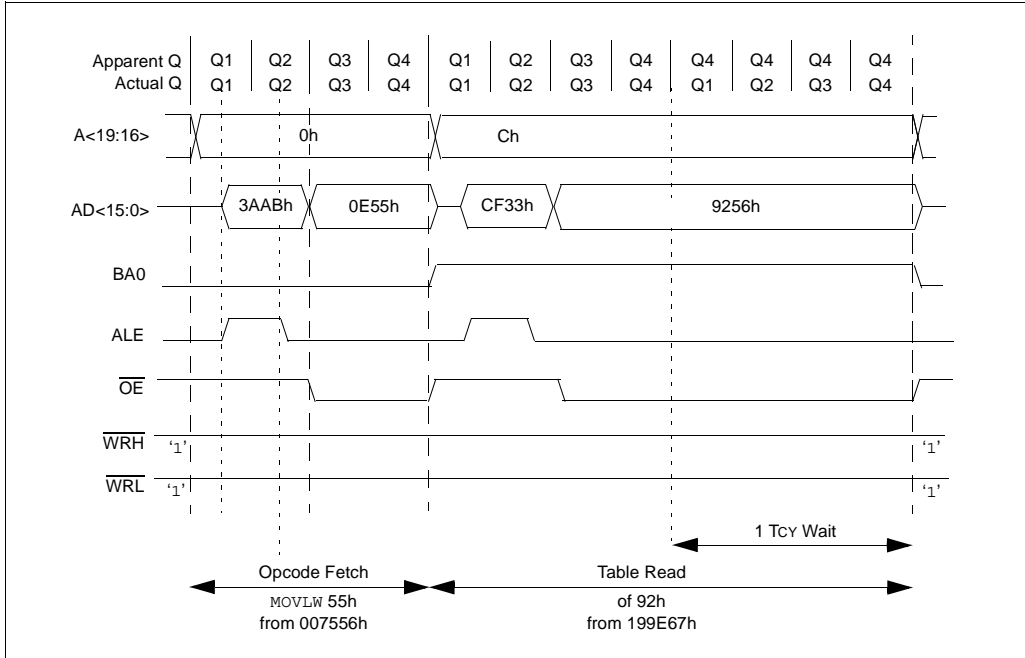 Apparent Q Q1 Q2 Q3 Q4 Q1 Q2 Q3 Q4 Q4 Q4 Q4 Q4
Actual Q Q1 Q2 Q3 Q4 Q1 Q2 Q3 Q4 Q1 Q2 Q3 Q4
A<19:16> 0h Ch
AD<15:0> 3AABh 0E55h CF33h 9256h
BA0
ALE
OE
WRH '1' '1'
WRL '1' '1'
1 TCY Wait
Opcode Fetch Table Read
MOVLW 55h of 92h
from 007556h from 199E67h